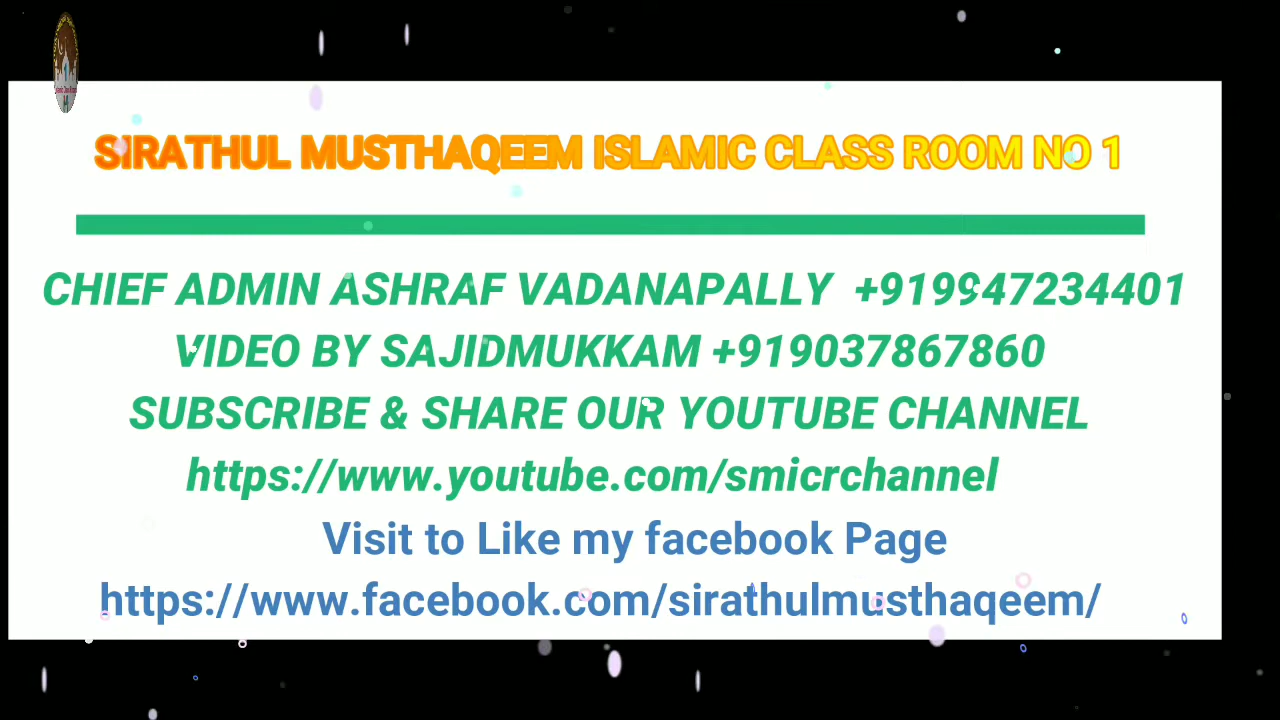 SIRATHUL MUSTHAQEEM ISLAMIC CLASS ROOM NO 1
CHIEF ADMIN ASHRAF VADANAPALLY +919947234401
VIDEO BY SAJIDMUKKAM +919037867860
SUBSCRIBE & SHARE OUR YOUTUBE CHANNEL
https://www.youtube.com/smicrchannel
Visit to Like my facebook Page
https://www.facebook.com/sirathulmusthaqeem/